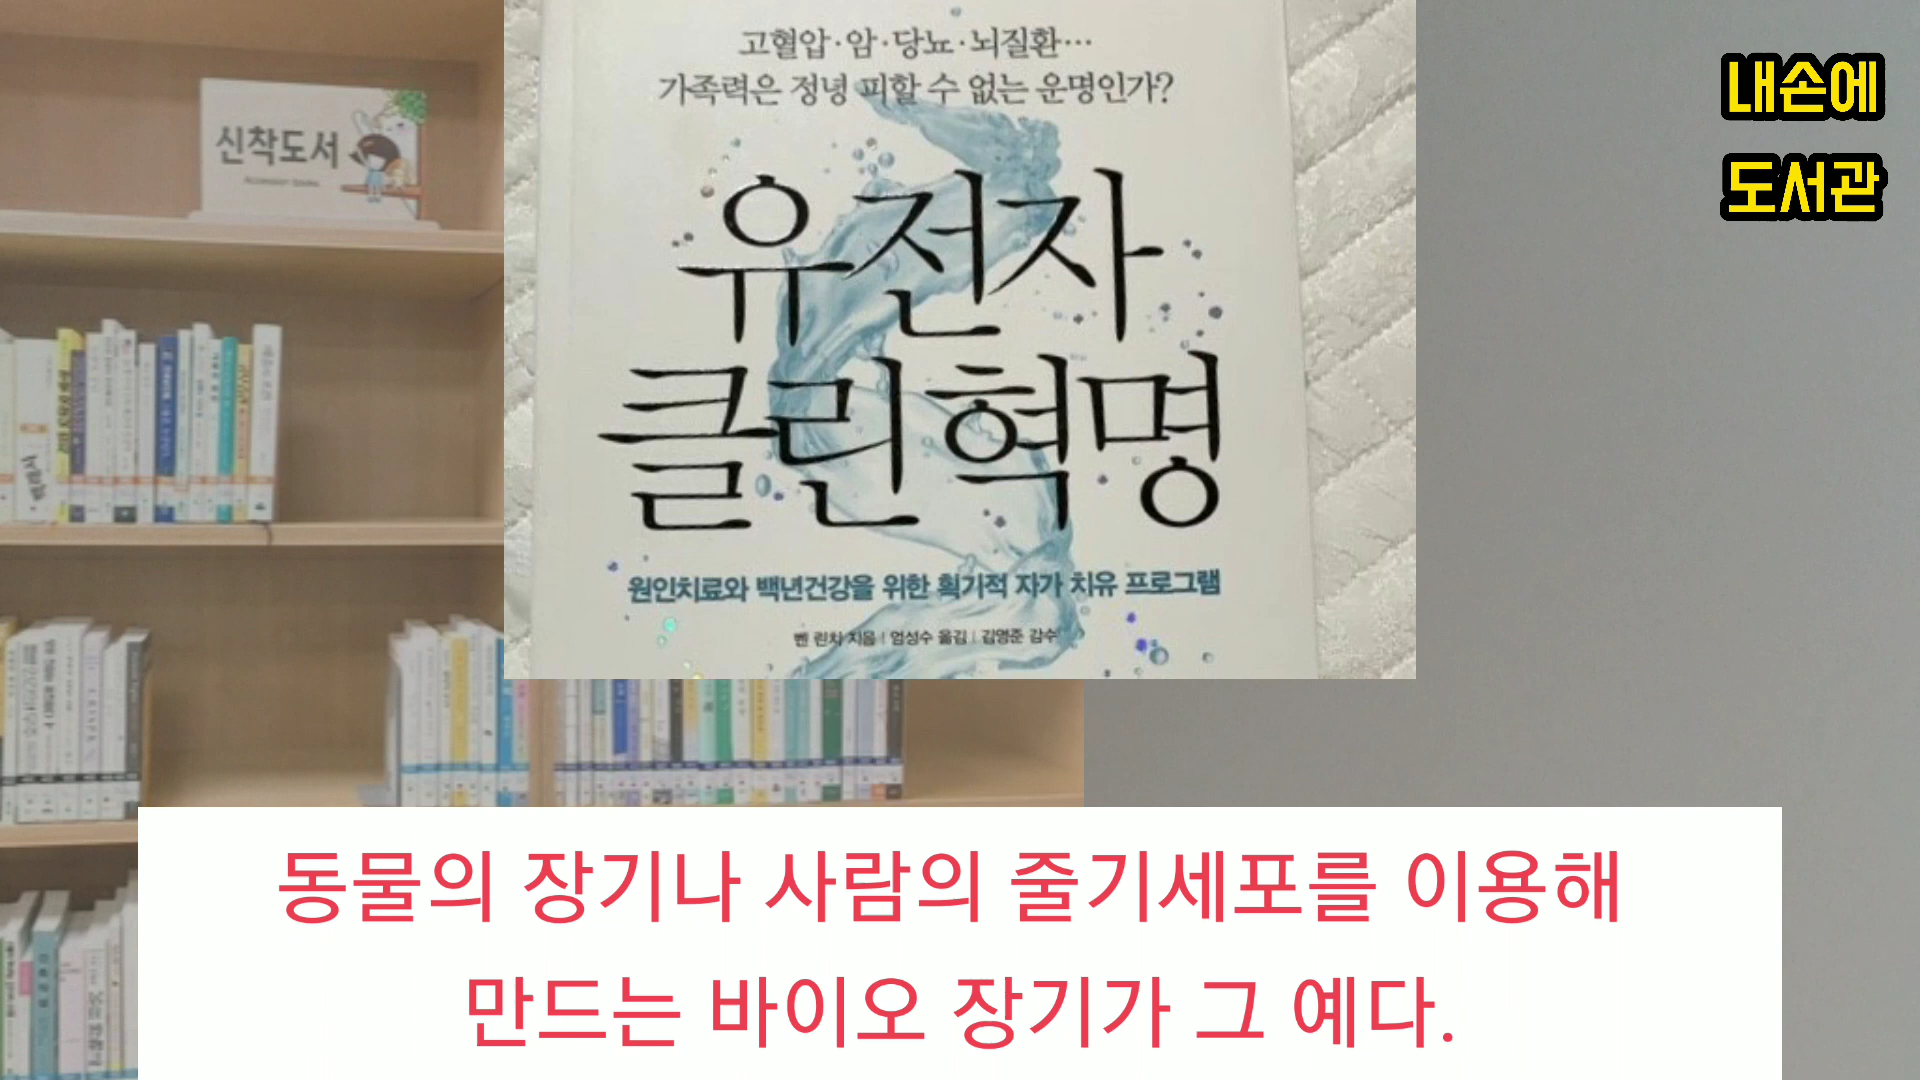 고혈압·암·당뇨·뇌질환…
가족력은 정녕 피할 수 없는 운명인가?
유전자
클린혁명
원인치료와 백년건강을 위한 획기적 자가 치유 프로그램
벤 린치 지음 | 엄성수 옮김 | 김영준 감수
신착도서
내손에
도서관
동물의 장기나 사람의 줄기세포를 이용해
만드는 바이오 장기가 그 예다.